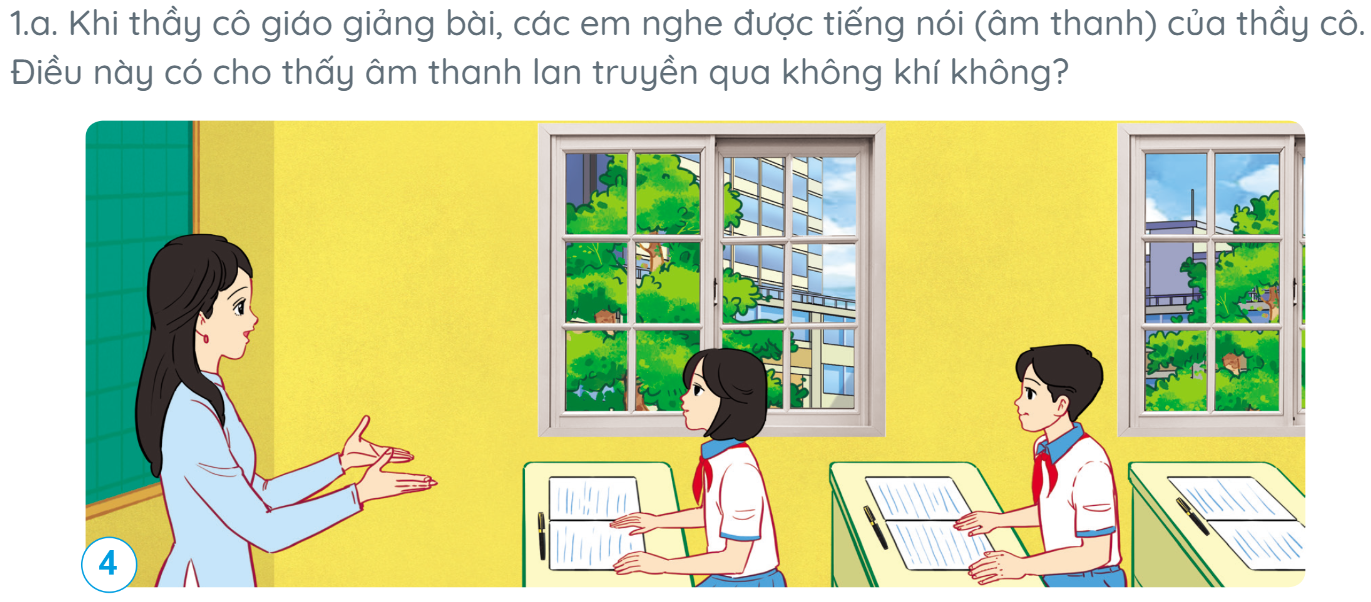 1.a. Khi thầy cô giáo giảng bài, các em nghe được tiếng nói (âm thanh) của thầy cô.
Điều này có cho thấy âm thanh lan truyền qua không khí không?
4